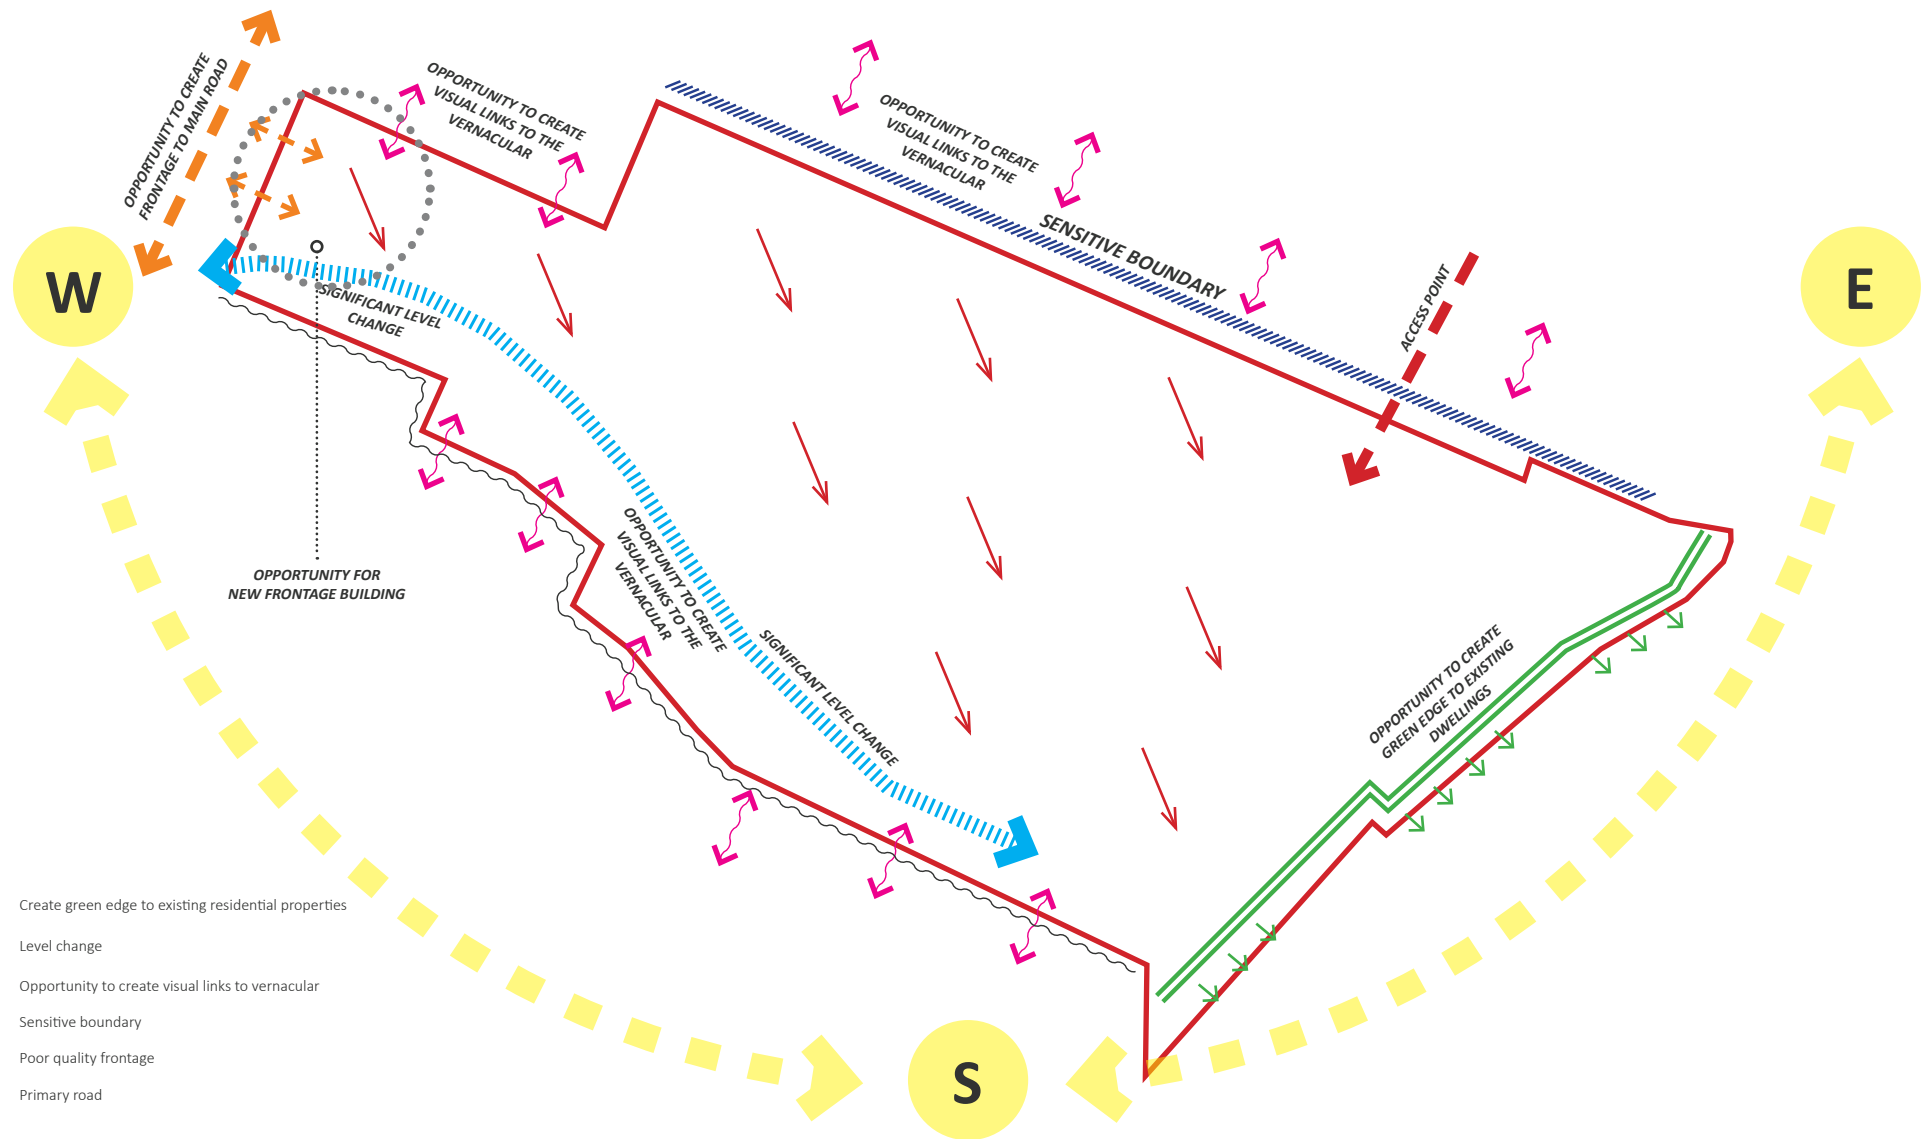 OPPORTUNITY TO CREATE
FRONTAGE TO MAIN ROAD
OPPORTUNITY TO CREATE
VISUAL LINKS TO THE
VERNACULAR
OPPORTUNITY TO CREATE
VISUAL LINKS TO THE
VERNACULAR
SENSITIVE BOUNDARY
ACCESS POINT
W
E
SIGNIFICANT LEVEL
CHANGE
OPPORTUNITY FOR
NEW FRONTAGE BUILDING
OPPORTUNITY TO CREATE
VISUAL LINKS TO THE
VERNACULAR
SIGNIFICANT LEVEL CHANGE
OPPORTUNITY TO CREATE
GREEN EDGE TO EXISTING
DWELLINGS
Create green edge to existing residential properties
Level change
Opportunity to create visual links to vernacular
Sensitive boundary
Poor quality frontage
Primary road
S